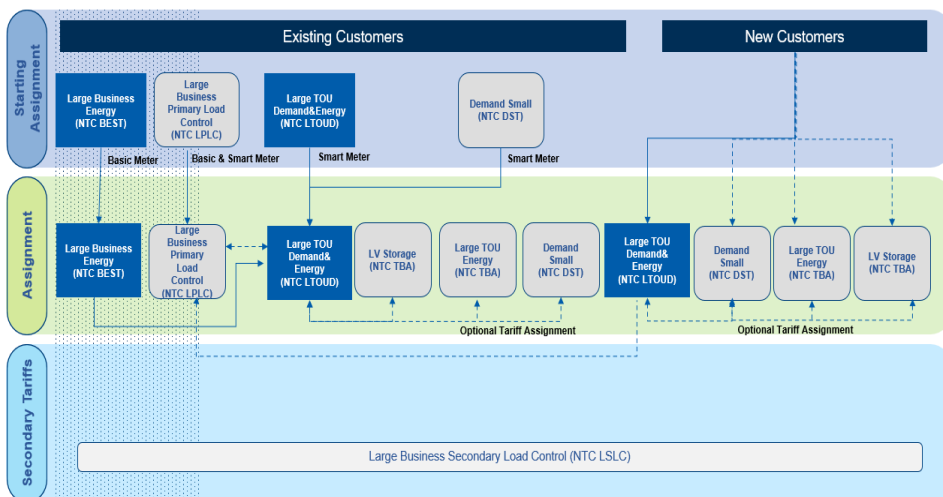 Existing Customers
New Customers
Starting
Assignment
Large Business
Energy
(NTC BEST)
Large
Business
Primary Load
Control
(NTC LPLC)
Large TOU
Demand&Energy
(NTC LTOUD)
Demand Small
(NTC DST)
Basic Meter
Basic & Smart Meter
Smart Meter
Smart Meter
Assignment
Large Business
Energy
(NTC BEST)
Large
Business
Primary
Load
Control
(NTC LPLC)
Large TOU
Demand&
Energy
(NTC LTOUD)
LV Storage
(NTC TBA)
Large TOU
Energy
(NTC TBA)
Demand
Small
(NTC DST)
Large TOU
Demand&
Energy
(NTC LTOUD)
Demand
Small
(NTC DST)
Large TOU
Energy
(NTC TBA)
LV Storage
(NTC TBA)
Optional Tariff Assignment
Optional Tariff Assignment
Secondary Tariffs
Large Business Secondary Load Control (NTC LSLC)